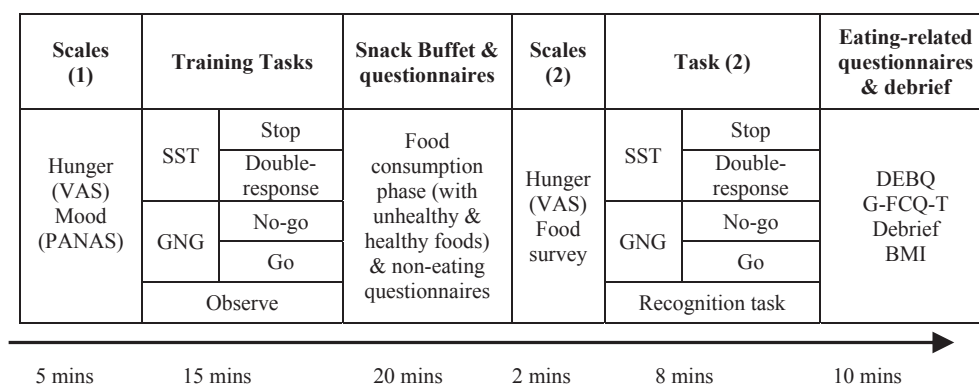 Scales
(1)
Training Tasks
Snack Buffet &
questionnaires
Scales
(2)
Task (2)
Eating-related
questionnaires
& debrief
Hunger
(VAS)
Mood
(PANAS)
SST
Stop
Double-
response
GNG
No-go
Go
Observe
Food
consumption
phase (with
unhealthy &
healthy foods)
& non-eating
questionnaires
Hunger
(VAS)
Food
survey
SST
Stop
Double-
response
GNG
No-go
Go
Recognition task
DEBQ
G-FCQ-T
Debrief
BMI
5 mins
15 mins
20 mins
2 mins
8 mins
10 mins